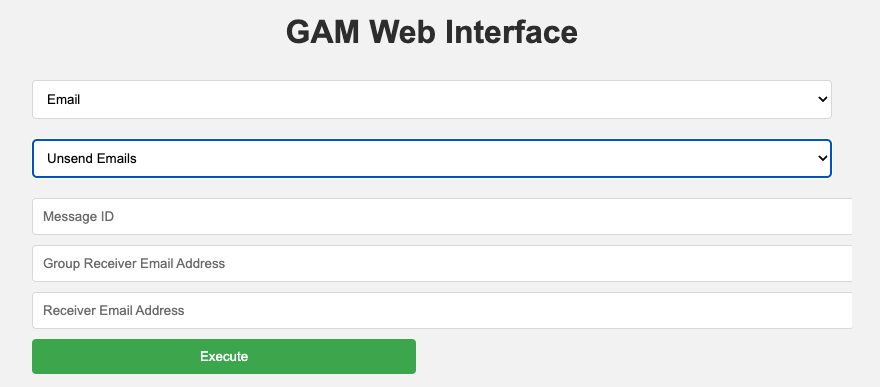 GAM Web Interface
Email
Unsend Emails
Message ID
Group Receiver Email Address
Receiver Email Address
Execute